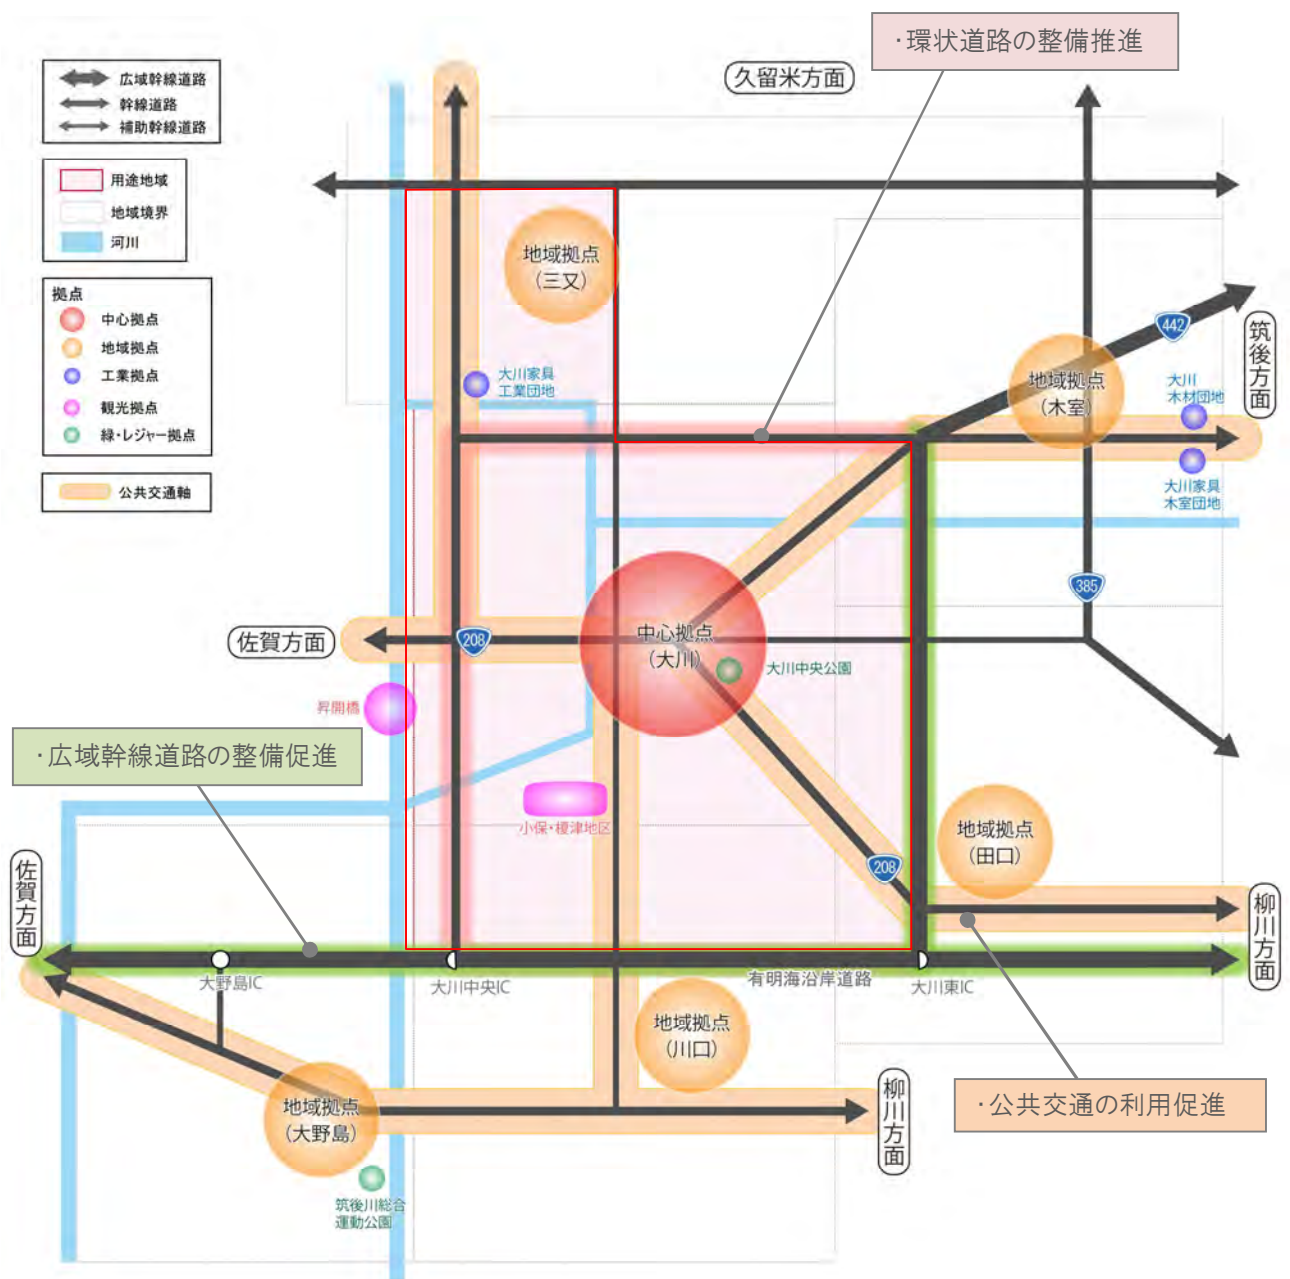 ・環状道路の整備推進
久留米方面
広域幹線道路
幹線道路
補助幹線道路
用途地域
地域境界
河川
拠点
中心拠点
地域拠点
工業拠点
観光拠点
緑・レジャー拠点
公共交通軸
地域拠点
(三又)
442
筑後方面
地域拠点
(木室)
大川
木材団地
大川家具
工業団地
大川家具
木室団地
385
佐賀方面
208
中心拠点
(大川)
大川中央公園
昇開橋
・広域幹線道路の整備促進
小保・榎津地区
地域拠点
(田口)
208
佐賀方面
柳川方面
大野島IC
大川中央IC
有明海沿岸道路
大川東IC
地域拠点
(川口)
柳川方面
・公共交通の利用促進
地域拠点
(大野島)
筑後川総合
運動公園